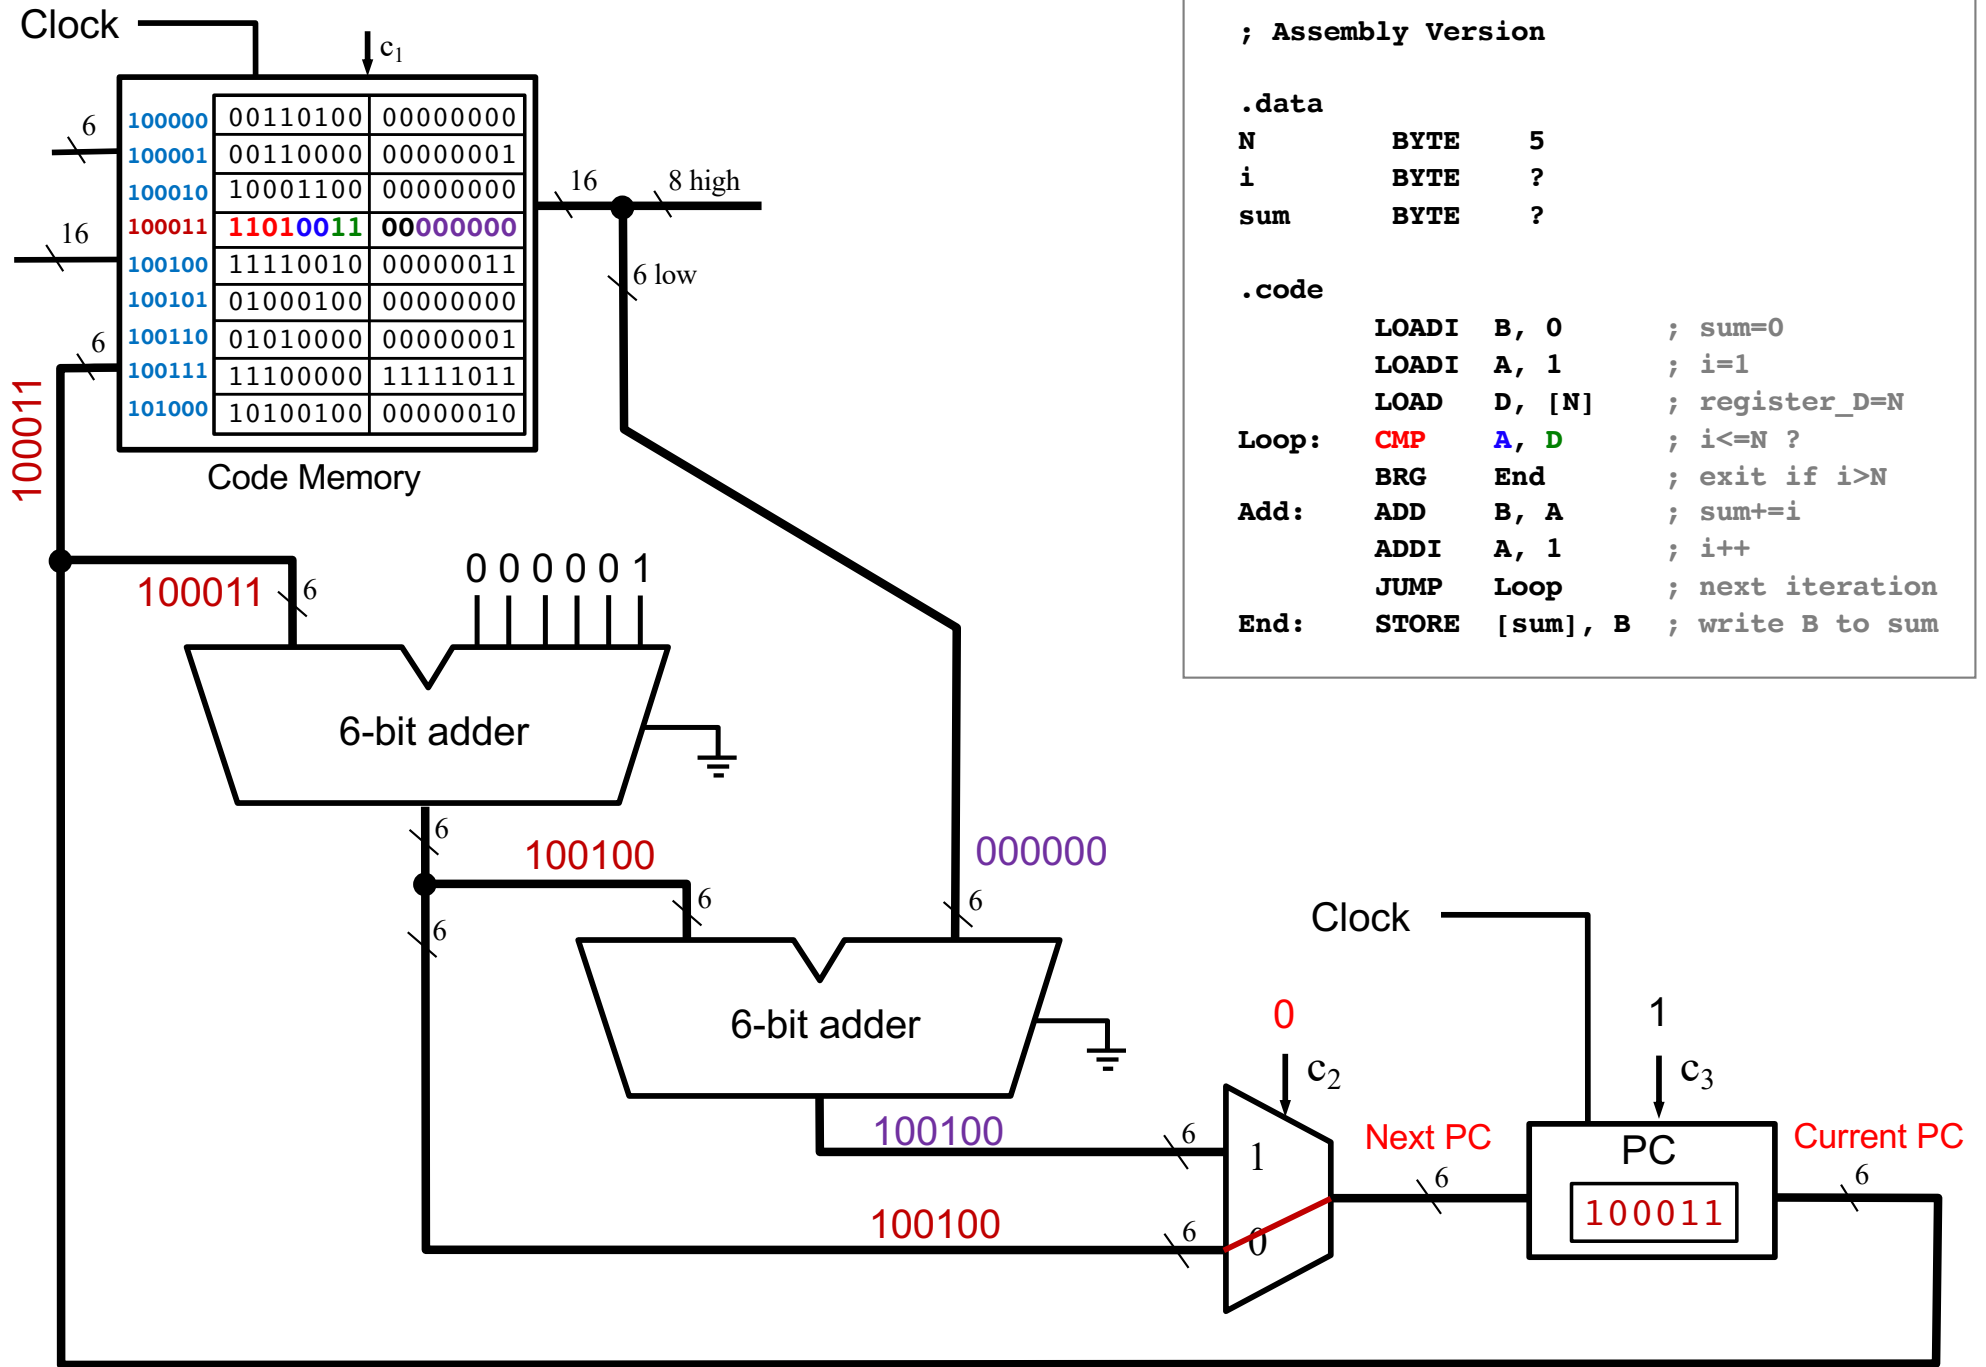 Clock
c1
100000 00110100 00000000
100001 00110000 00000001
100010 10001100 00000000
100011 11010011 00000000
100100 11110010 00000011
100101 01000100 00000000
100110 01010000 00000001
100111 11100000 11111011
101000 10100100 00000010
6
16
6
Code Memory
16
8 high
6 low
100011
100011
6
0 0 0 0 0 1
6-bit adder
6
100100
6
6
000000
6
6-bit adder
100100
6
100100
6
0
c2
1
0
Next PC
6
Clock
1
c3
PC
100011
Current PC
6
; Assembly Version
.data
N BYTE 5
i BYTE ?
sum BYTE ?
.code
LOADI B, 0 ; sum=0
LOADI A, 1 ; i=1
LOAD D, [N] ; register_D=N
Loop: CMP A, D ; i<=N ?
BRG End ; exit if i>N
Add: ADD B, A ; sum+=i
ADDI A, 1 ; i++
JUMP Loop ; next iteration
End: STORE [sum], B ; write B to sum